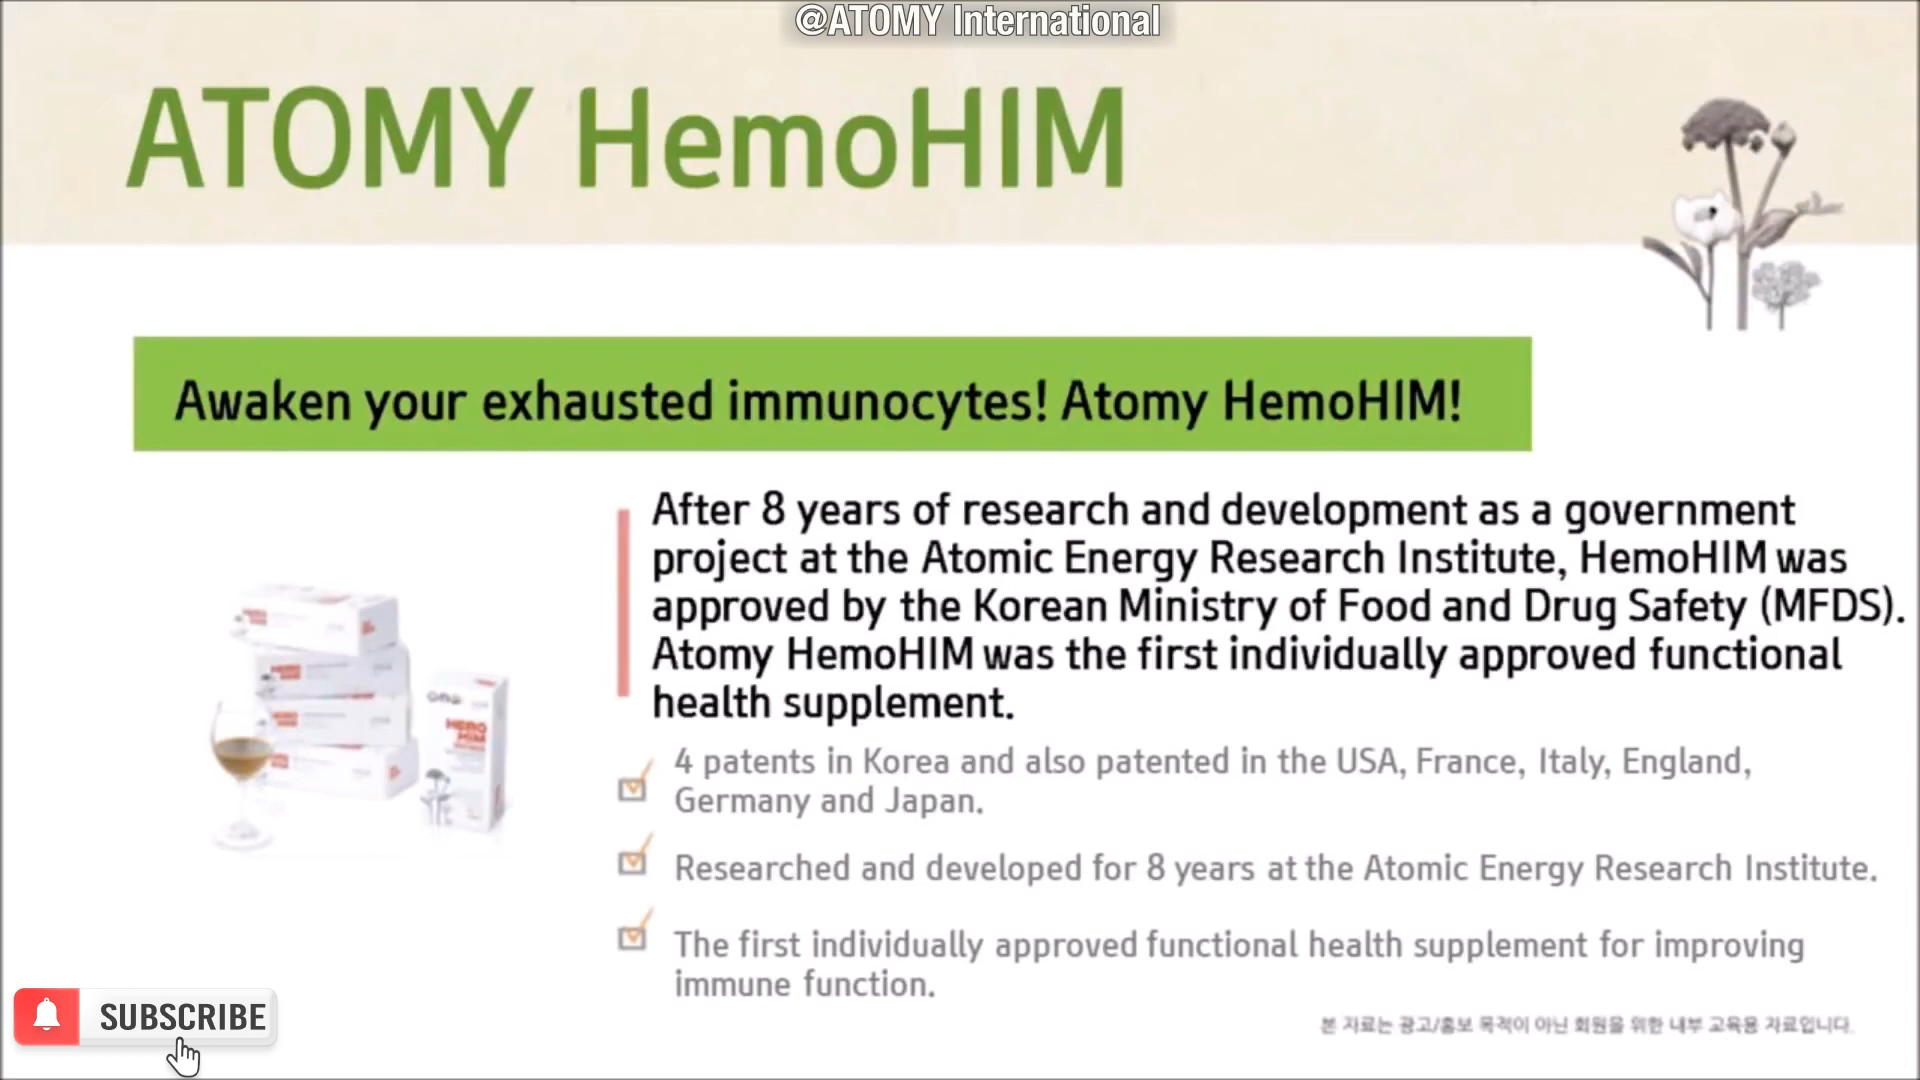 @ATOMY International
ATOMY HemoHIM
Awaken your exhausted immunocytes! Atomy HemoHIM!
After 8 years of research and development as a government
project at the Atomic Energy Research Institute, HemoHIM was
approved by the Korean Ministry of Food and Drug Safety (MFDS).
Atomy HemoHIM was the first individually approved functional
health supplement.
HEMO
HIM
4 patents in Korea and also patented in the USA, France, Italy, England,
Germany and Japan.
Researched and developed for 8 years at the Atomic Energy Research Institute.
The first individually approved functional health supplement for improving
immune function.
SUBSCRIBE
본 자료는 광고/홍보 목적이 아닌 회원을 위한 내부 교육용 자료입니다.